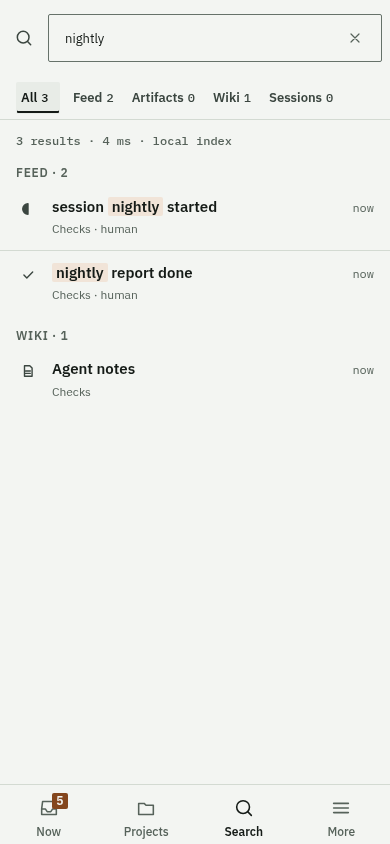 nightly
All 3 Feed 2 Artifacts 0 Wiki 1 Sessions 0
3 results · 4 ms · local index
FEED · 2
session nightly started now
Checks · human
nightly report done now
Checks · human
WIKI · 1
Agent notes now
Checks
5
Now Projects Search More